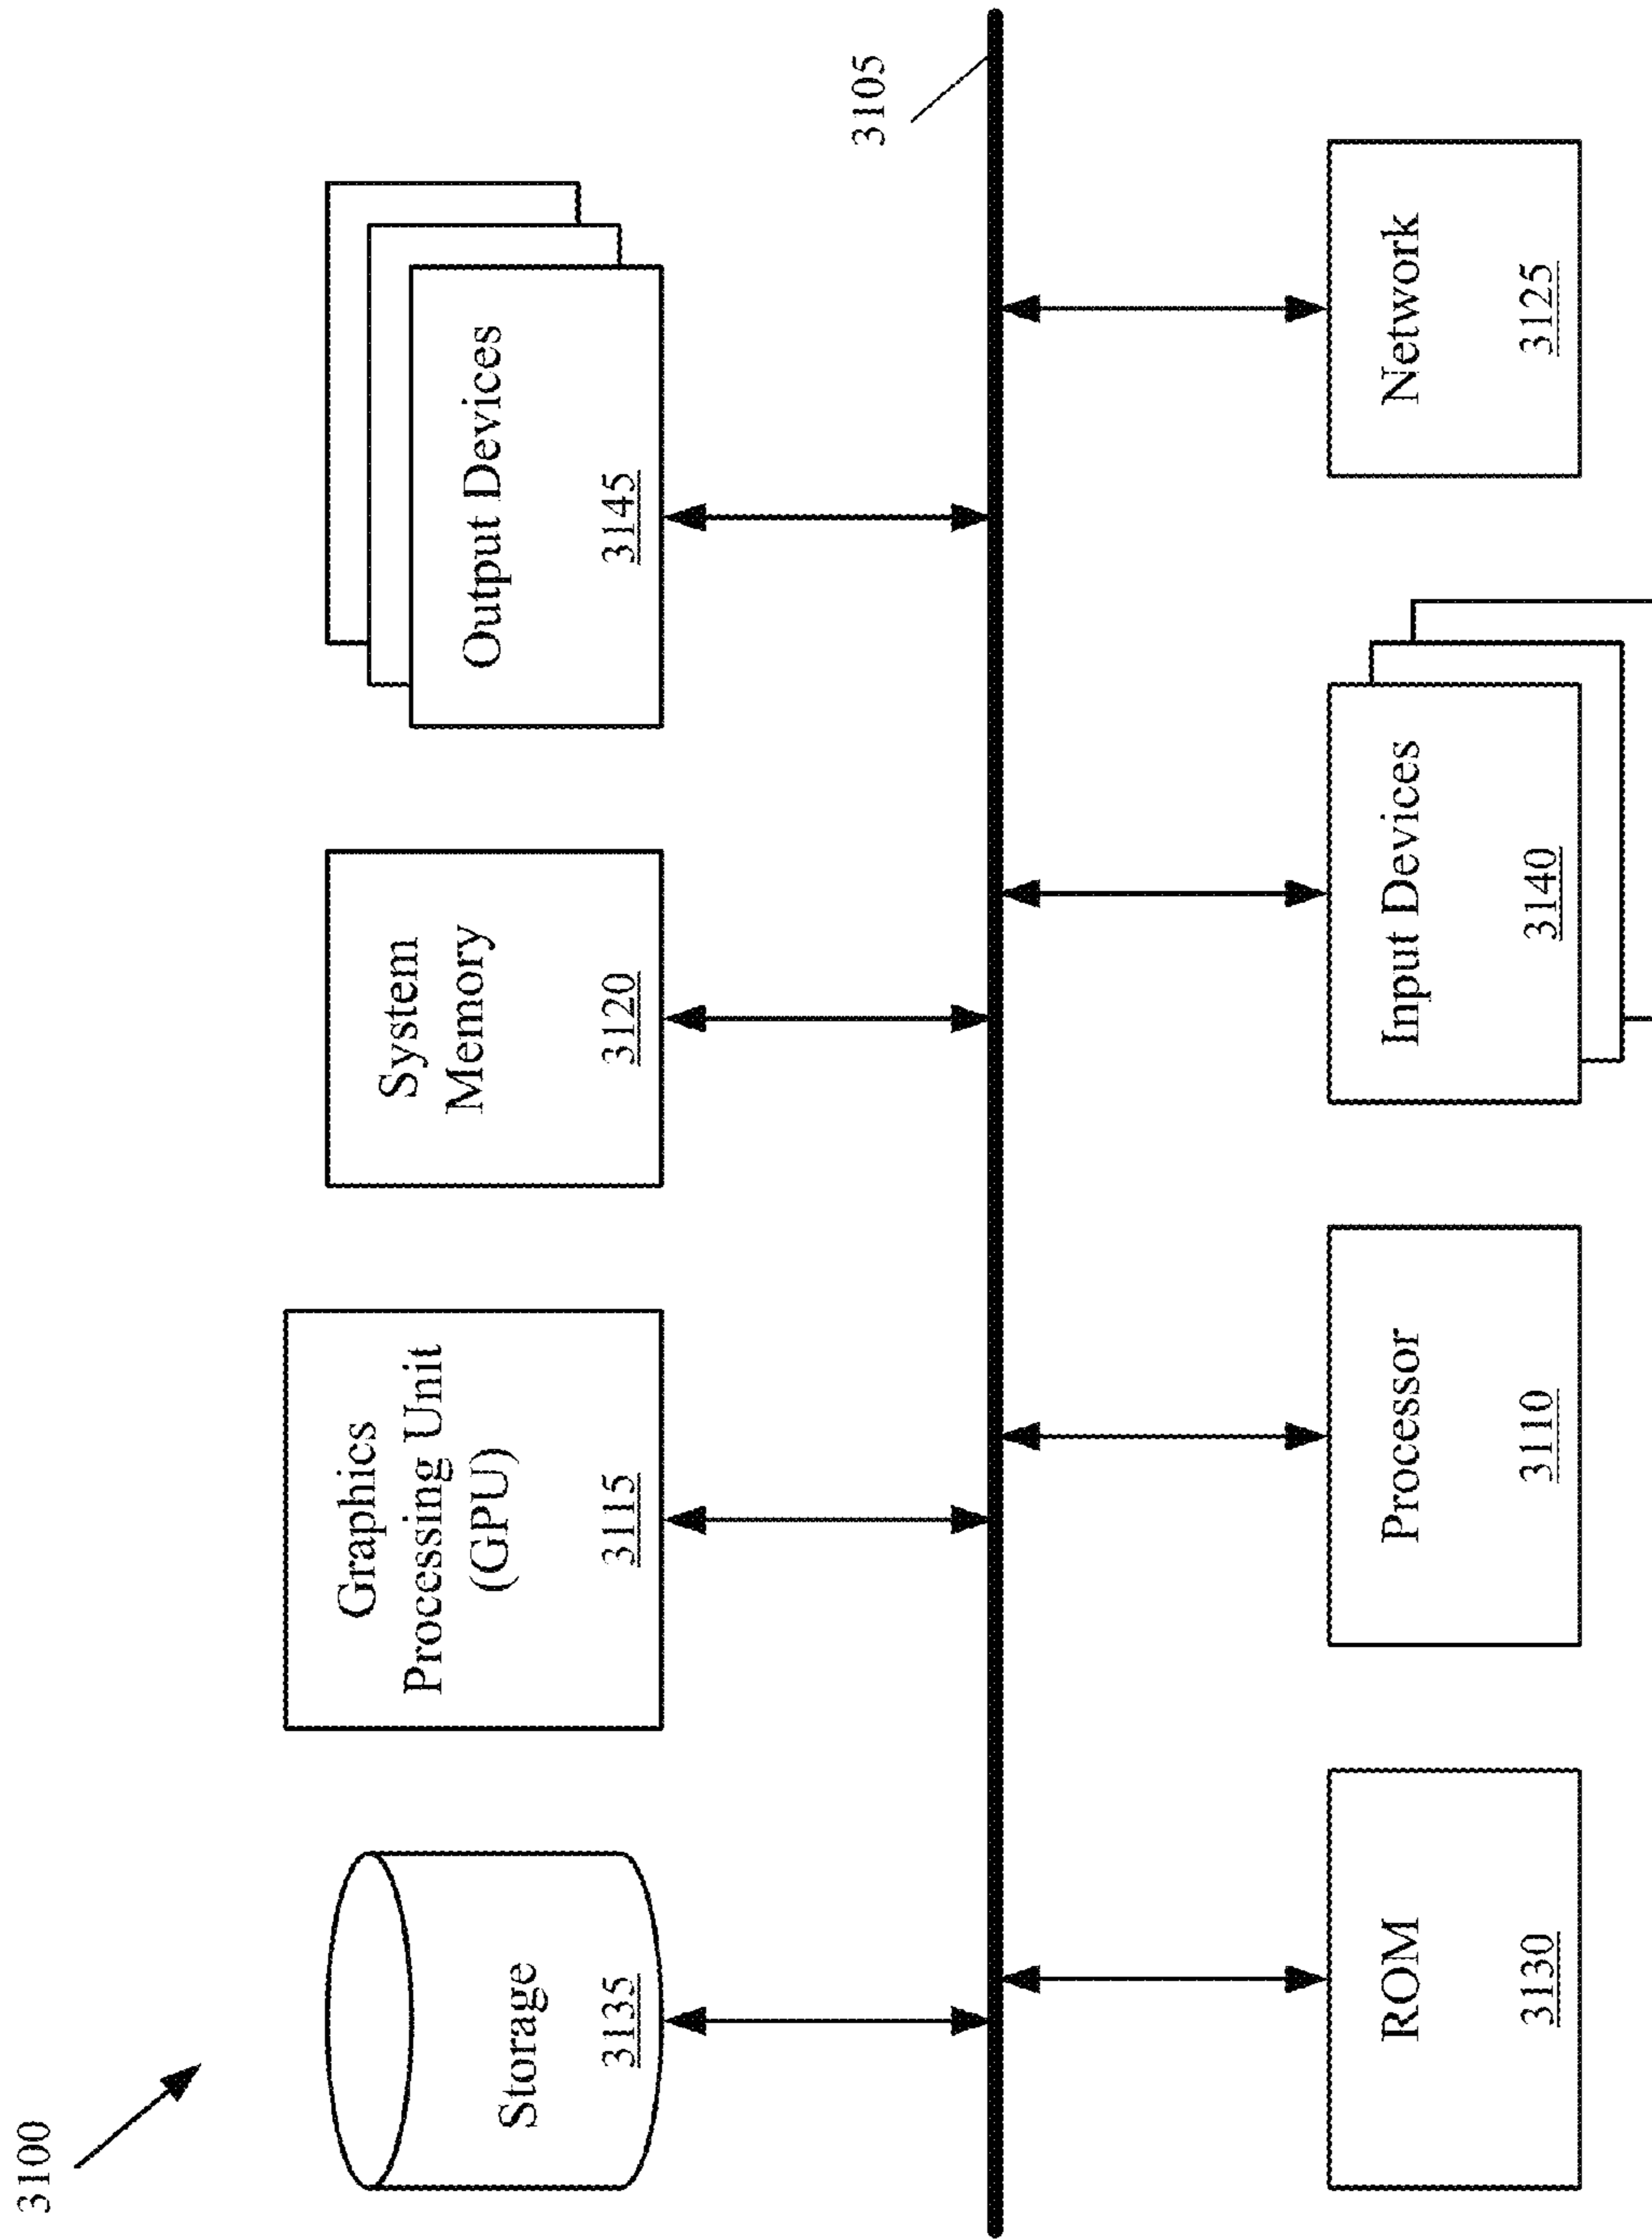 3100
Storage
3135
Graphics
Processing Unit
(GPU)
3115
System
Memory
3120
Output Devices
3145
3105
ROM
3130
Processor
3110
Input Devices
3140
Network
3125